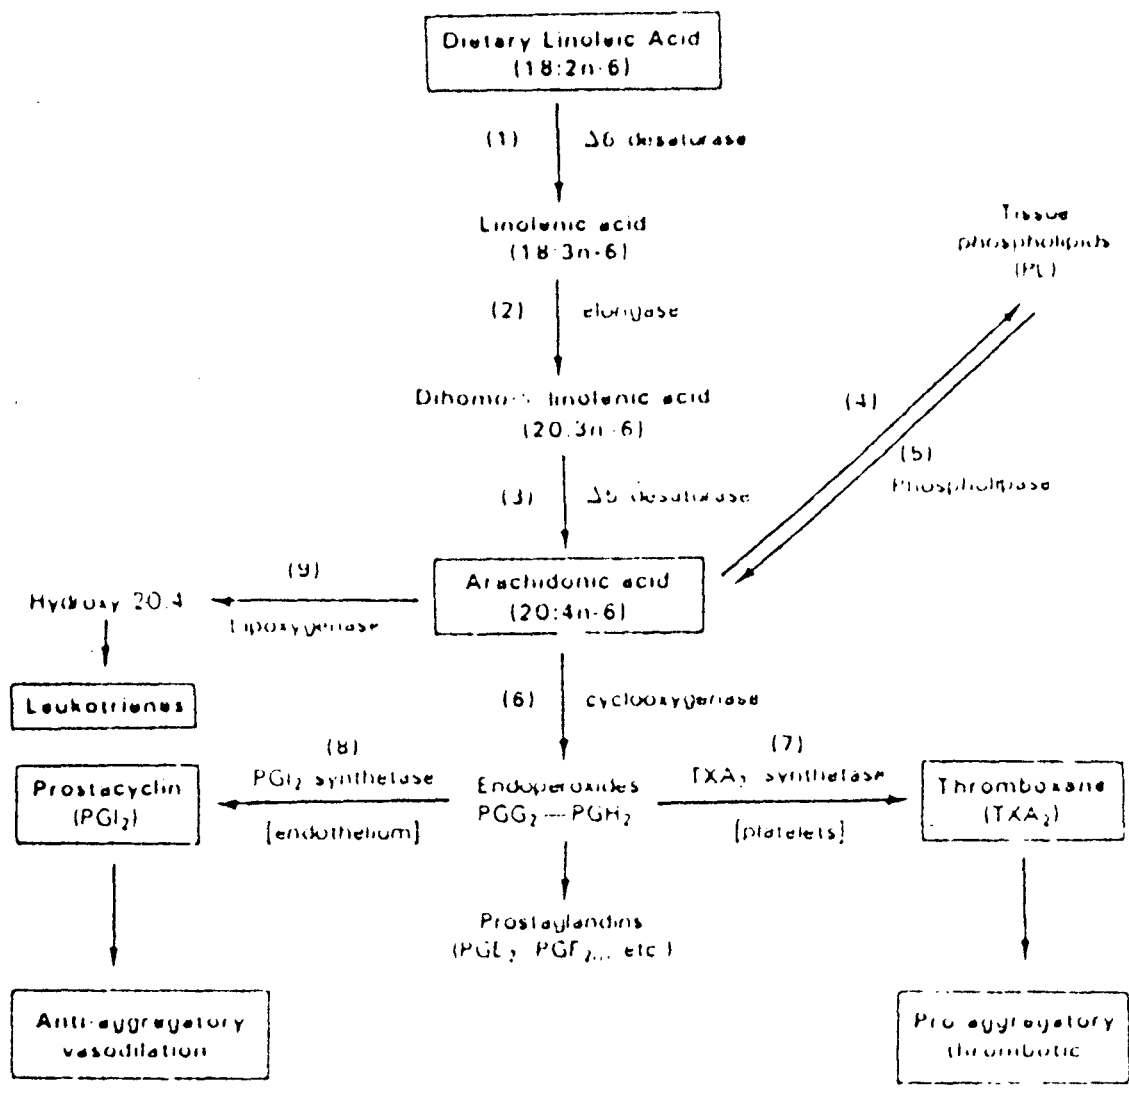 Dietary Linoleic Acid
(18:2n-6)
(1) Δ6 desaturase
Linolenic acid
(18:3n-6)
Tissue
phospholipids
(PL)
(2) elongase
Dihomo-γ linolenic acid
(20:3n-6)
(4)
(5)
Phospholipase
(3) Δ5 desaturase
Arachidonic acid
(20:4n-6)
(9)
Hydroxy 20:4
Lipoxygenase
Leukotrienes
(6) cyclooxygenase
(8)
PGI₂ synthetase
[endothelium]
(7)
TXA₂ synthetase
[platelets]
Prostacyclin
(PGI₂)
Endoperoxides
PGG₂ ---- PGH₂
Thromboxane
(TXA₂)
Prostaglandins
(PGE₂ PGF₂... etc.)
Anti-aggregatory
vasodilation
Pro aggregatory
thrombotic